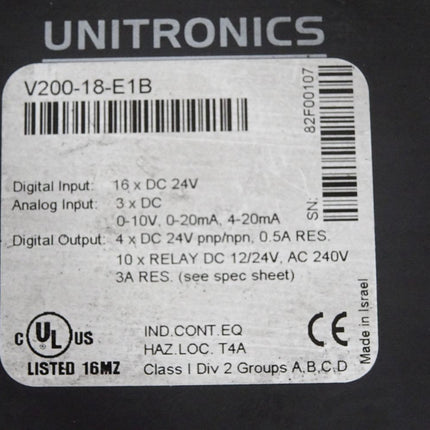 UNITRONICS
V200-18-E1B
SN: 82F00107
Digital Input: 16 x DC 24V
Analog Input: 3 x DC
0-10V, 0-20mA, 4-20mA
Digital Output: 4 x DC 24V pnp/npn, 0.5A RES.
10 x RELAY DC 12/24V, AC 240V
3A RES. (see spec sheet)
C UL US
LISTED 16MZ
IND.CONT.EQ
HAZ.LOC. T4A
Class I Div 2 Groups A,B,C,D
CE
Made in Israel